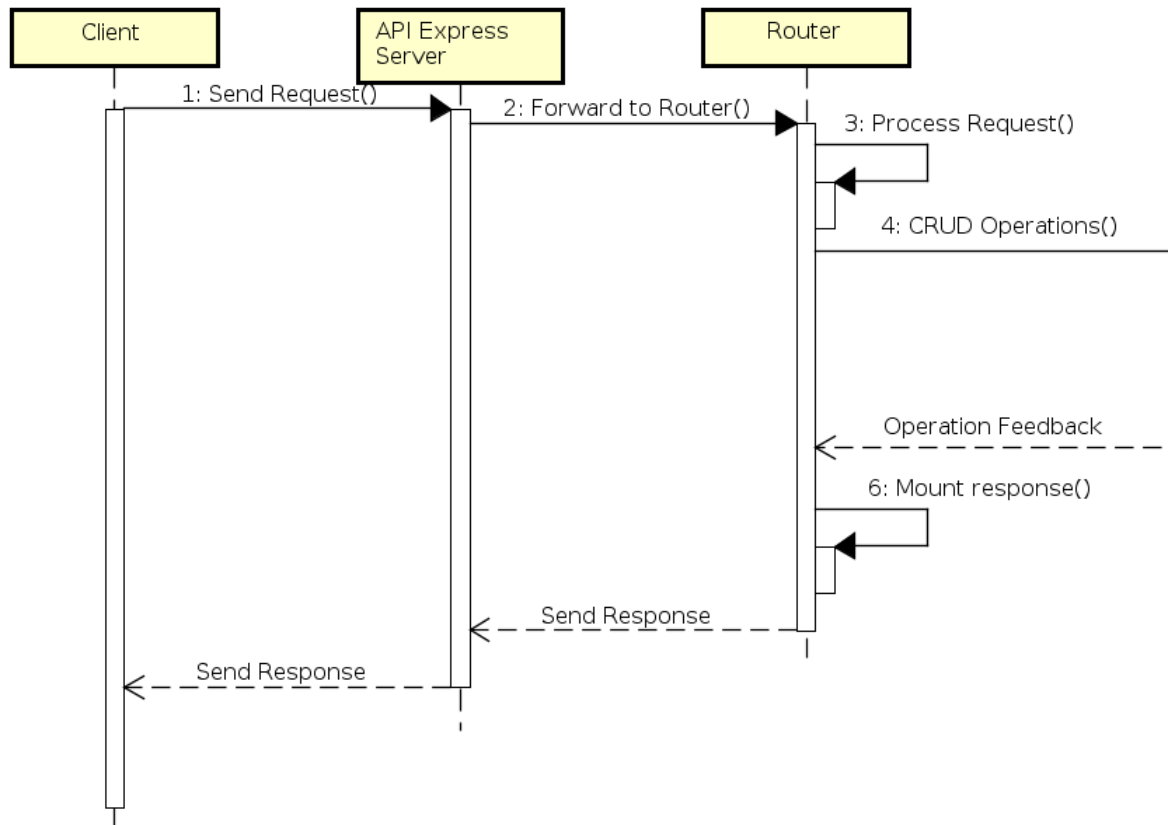 Client
API Express
Server
Router
1: Send Request()
2: Forward to Router()
3: Process Request()
4: CRUD Operations()
Operation Feedback
6: Mount response()
Send Response
Send Response